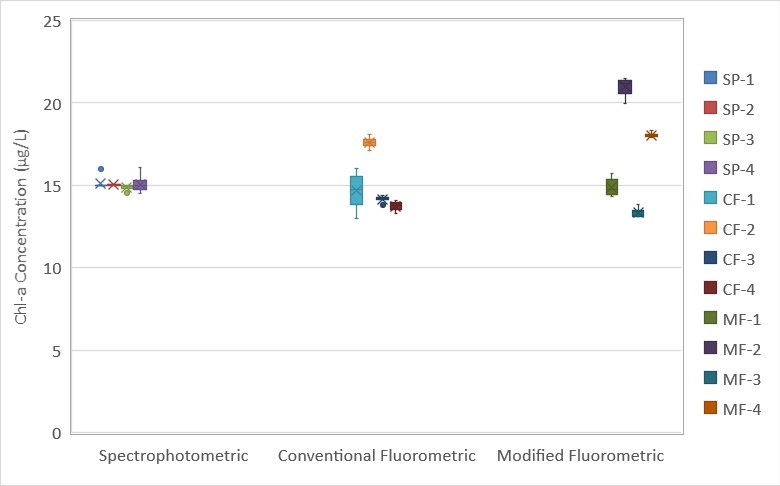 25
20
15
10
5
0
Chl-a Concentration (µg/L)
Spectrophotometric
Conventional Fluorometric
Modified Fluorometric
SP-1
SP-2
SP-3
SP-4
CF-1
CF-2
CF-3
CF-4
MF-1
MF-2
MF-3
MF-4